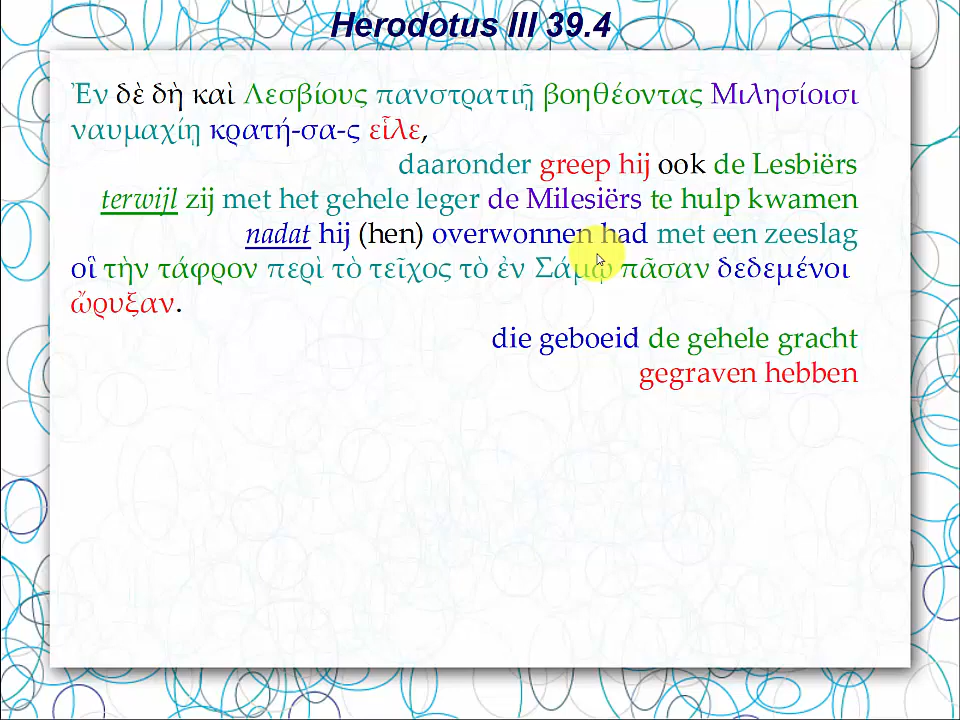 Herodotus III 39.4
Ἐν δὲ δὴ καὶ Λεσβίους πανστρατιῇ βοηθέοντας Μιλησίοισι
ναυμαχίῃ κρατή-σα-ς εἷλε,
daaronder greep hij ook de Lesbiërs
terwijl zij met het gehele leger de Milesiërs te hulp kwamen
nadat hij (hen) overwonnen had met een zeeslag
οἳ τὴν τάφρον περὶ τὸ τεῖχος τὸ ἐν Σάμῳ πᾶσαν δεδεμένοι
ὤρυξαν.
die geboeid de gehele gracht
gegraven hebben